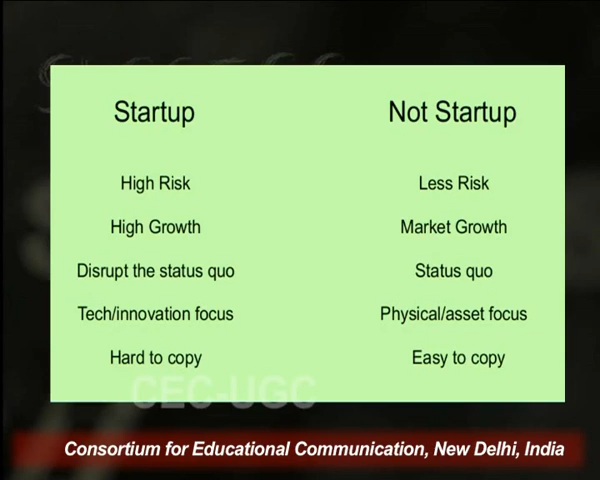 Startup Not Startup
High Risk Less Risk
High Growth Market Growth
Disrupt the status quo Status quo
Tech/innovation focus Physical/asset focus
Hard to copy Easy to copy
CEC-UGC
Consortium for Educational Communication, New Delhi, India